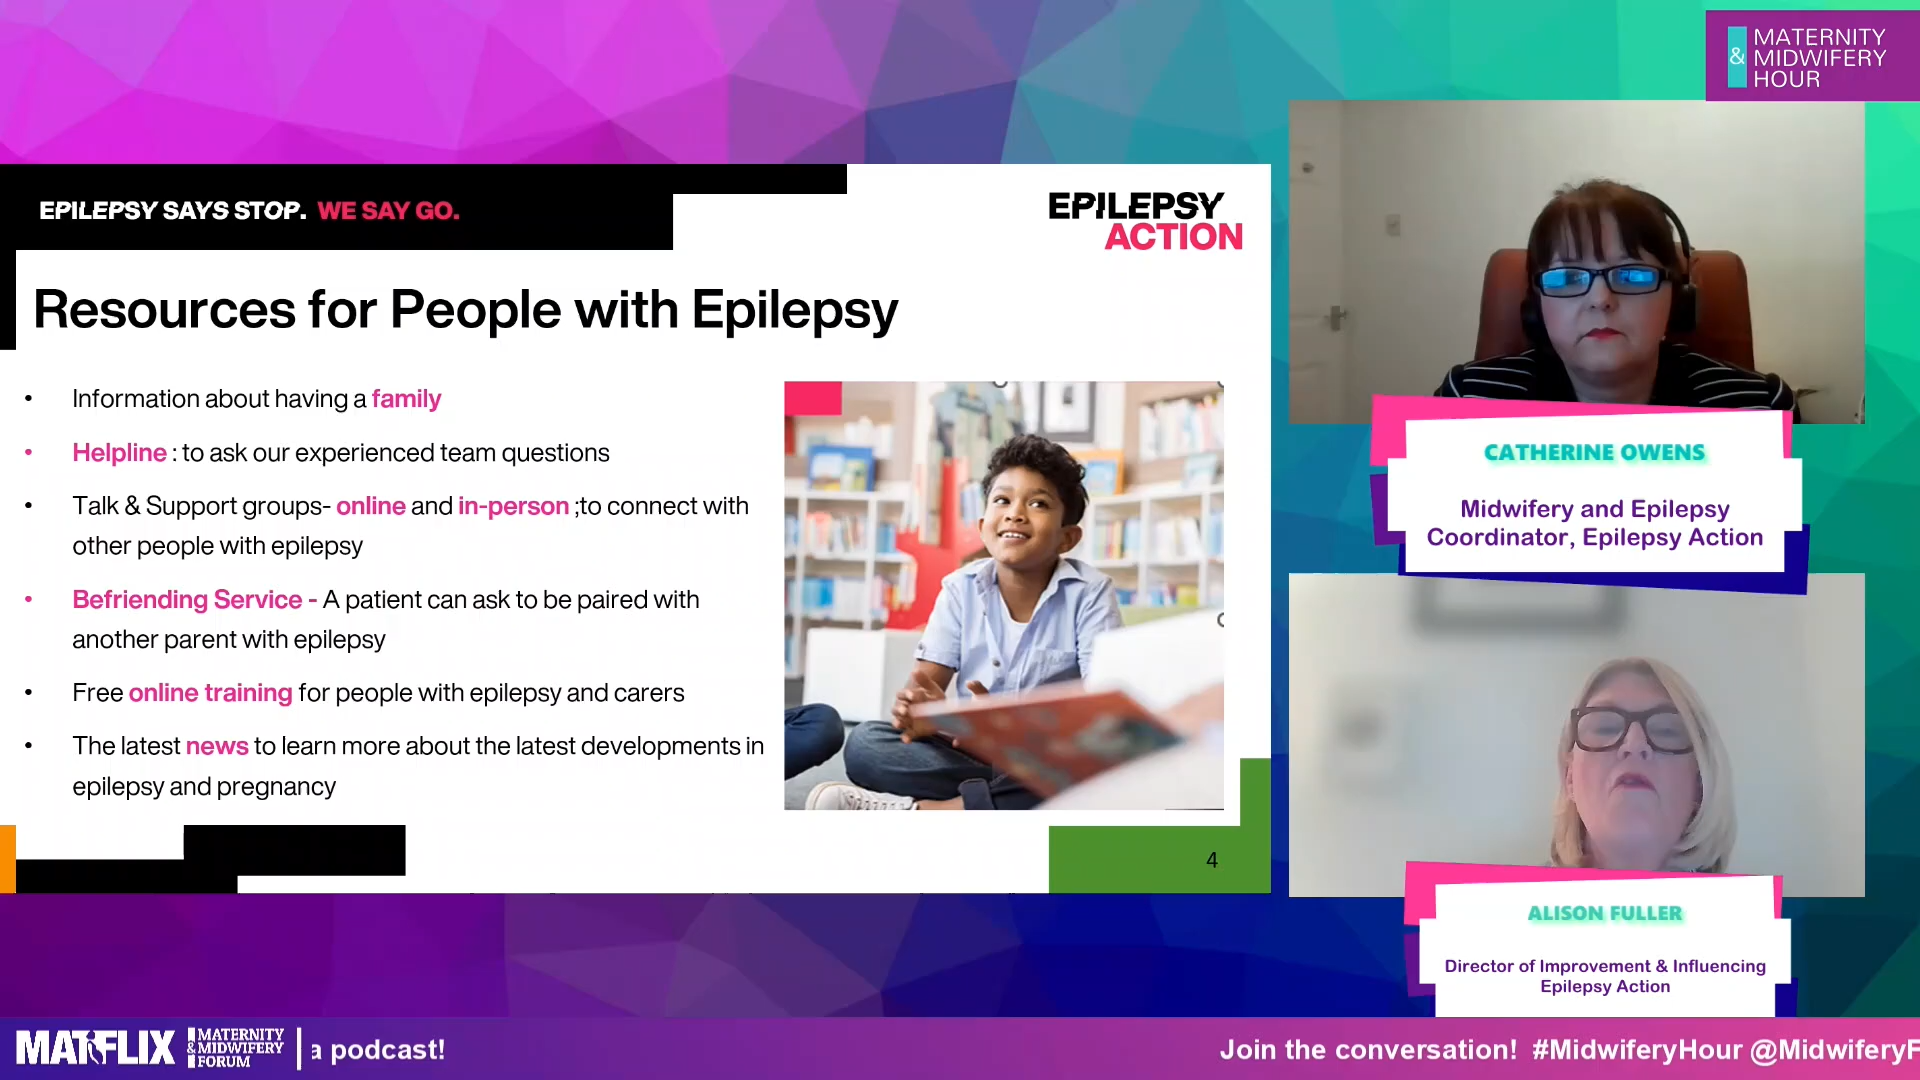 MATERNITY
& MIDWIFERY
HOUR
EPILEPSY SAYS STOP. WE SAY GO.
EPILEPSY
ACTION
Resources for People with Epilepsy
• Information about having a family
• Helpline : to ask our experienced team questions
• Talk & Support groups- online and in-person ;to connect with
other people with epilepsy
• Befriending Service - A patient can ask to be paired with
another parent with epilepsy
• Free online training for people with epilepsy and carers
• The latest news to learn more about the latest developments in
epilepsy and pregnancy
4
CATHERINE OWENS
Midwifery and Epilepsy
Coordinator, Epilepsy Action
ALISON FULLER
Director of Improvement & Influencing
Epilepsy Action
MATFLIX
MATERNITY
& MIDWIFERY
FORUM
a podcast!
Join the conversation! #MidwiferyHour @MidwiferyF